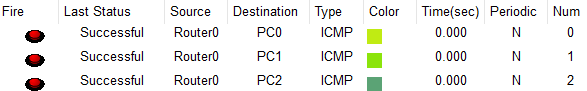 Fire Last Status Source Destination Type Color Time(sec) Periodic Num
Successful Router0 PC0 ICMP 0.000 N 0
Successful Router0 PC1 ICMP 0.000 N 1
Successful Router0 PC2 ICMP 0.000 N 2